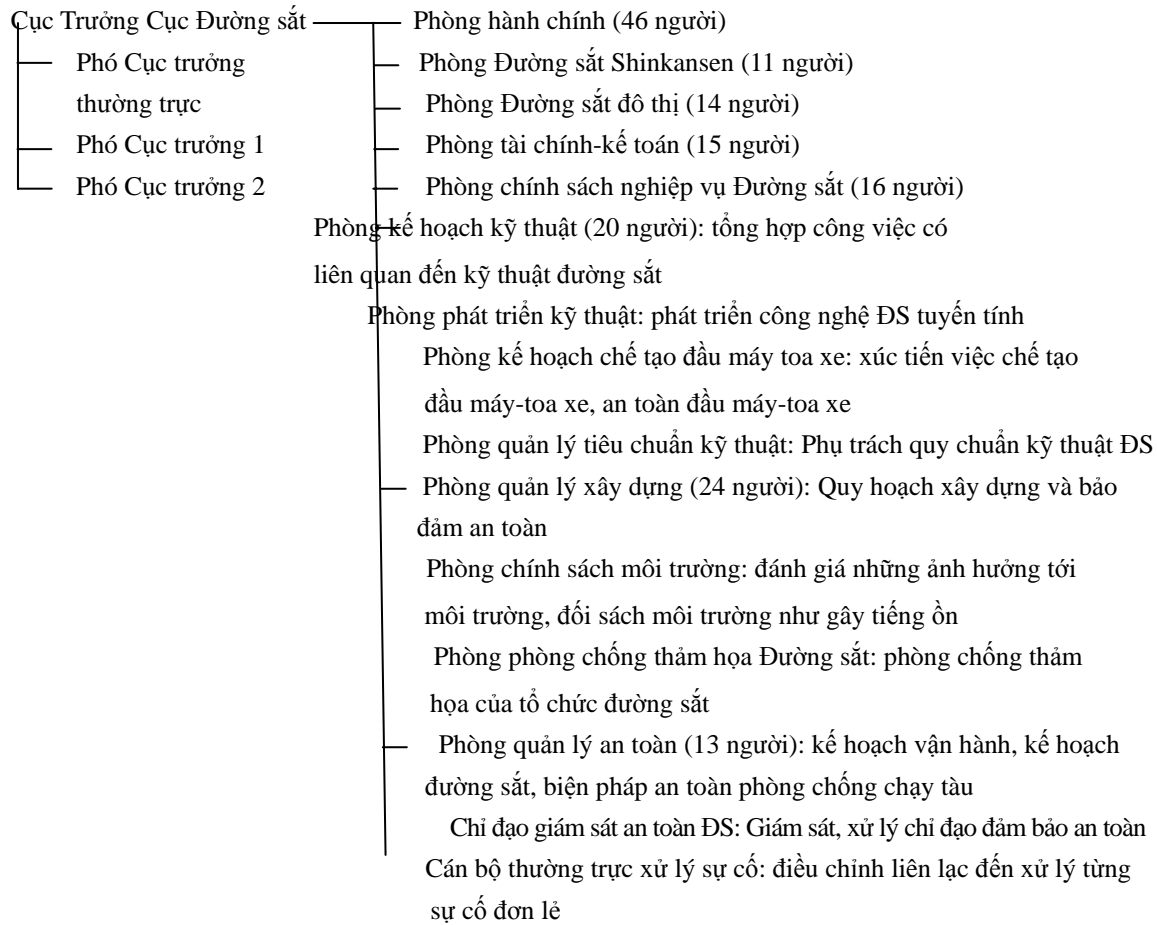 Cục Trưởng Cục Đường sắt
Phó Cục trưởng
thường trực
Phó Cục trưởng 1
Phó Cục trưởng 2
Phòng hành chính (46 người)
Phòng Đường sắt Shinkansen (11 người)
Phòng Đường sắt đô thị (14 người)
Phòng tài chính-kế toán (15 người)
Phòng chính sách nghiệp vụ Đường sắt (16 người)
Phòng kế hoạch kỹ thuật (20 người): tổng hợp công việc có
liên quan đến kỹ thuật đường sắt
Phòng phát triển kỹ thuật: phát triển công nghệ ĐS tuyến tính
Phòng kế hoạch chế tạo đầu máy toa xe: xúc tiến việc chế tạo
đầu máy-toa xe, an toàn đầu máy-toa xe
Phòng quản lý tiêu chuẩn kỹ thuật: Phụ trách quy chuẩn kỹ thuật ĐS
Phòng quản lý xây dựng (24 người): Quy hoạch xây dựng và bảo
đảm an toàn
Phòng chính sách môi trường: đánh giá những ảnh hưởng tới
môi trường, đối sách môi trường như gây tiếng ồn
Phòng phòng chống thảm họa Đường sắt: phòng chống thảm
họa của tổ chức đường sắt
Phòng quản lý an toàn (13 người): kế hoạch vận hành, kế hoạch
đường sắt, biện pháp an toàn phòng chống chạy tàu
Chỉ đạo giám sát an toàn ĐS: Giám sát, xử lý chỉ đạo đảm bảo an toàn
Cán bộ thường trực xử lý sự cố: điều chỉnh liên lạc đến xử lý từng
sự cố đơn lẻ